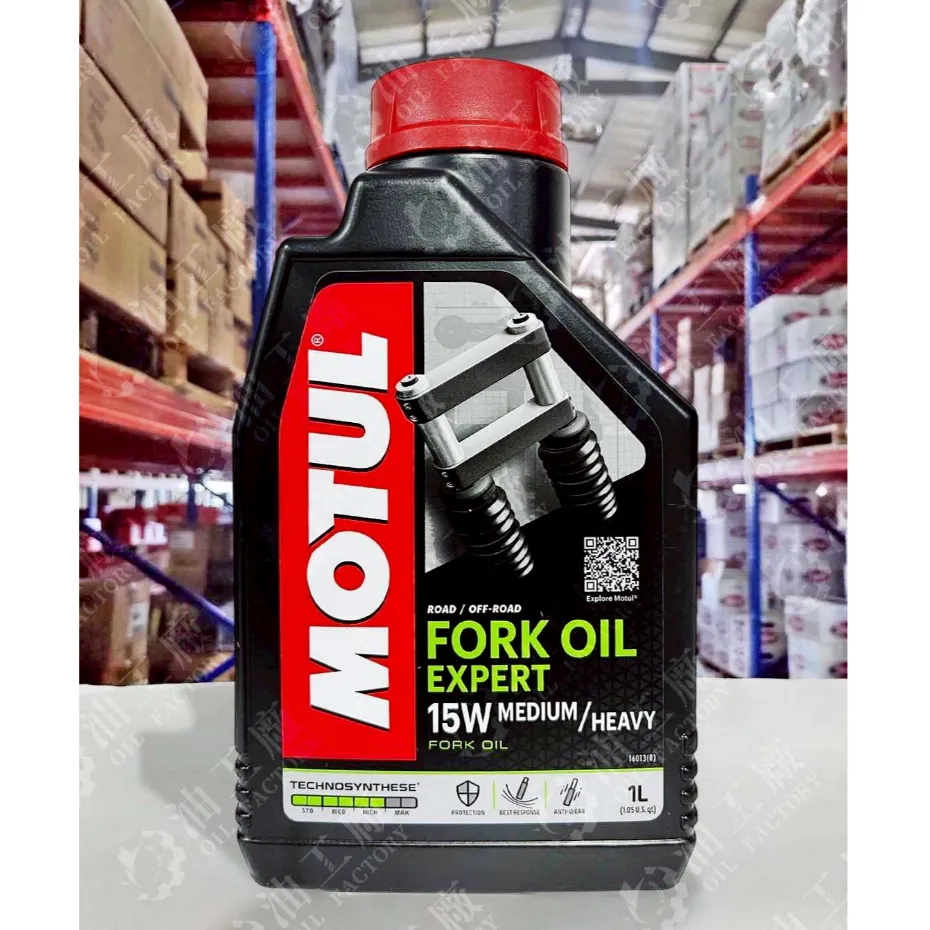 MOTUL®
Explore Motul®
ROAD / OFF-ROAD
FORK OIL
EXPERT
15W MEDIUM/HEAVY
FORK OIL
16013(R)
TECHNOSYNTHESE®
STD MED HIGH MAX
PROTECTION BEST RESPONSE ANTI-WEAR
1L
(1.05 U.S. qt)
油工廠
OIL FACTORY